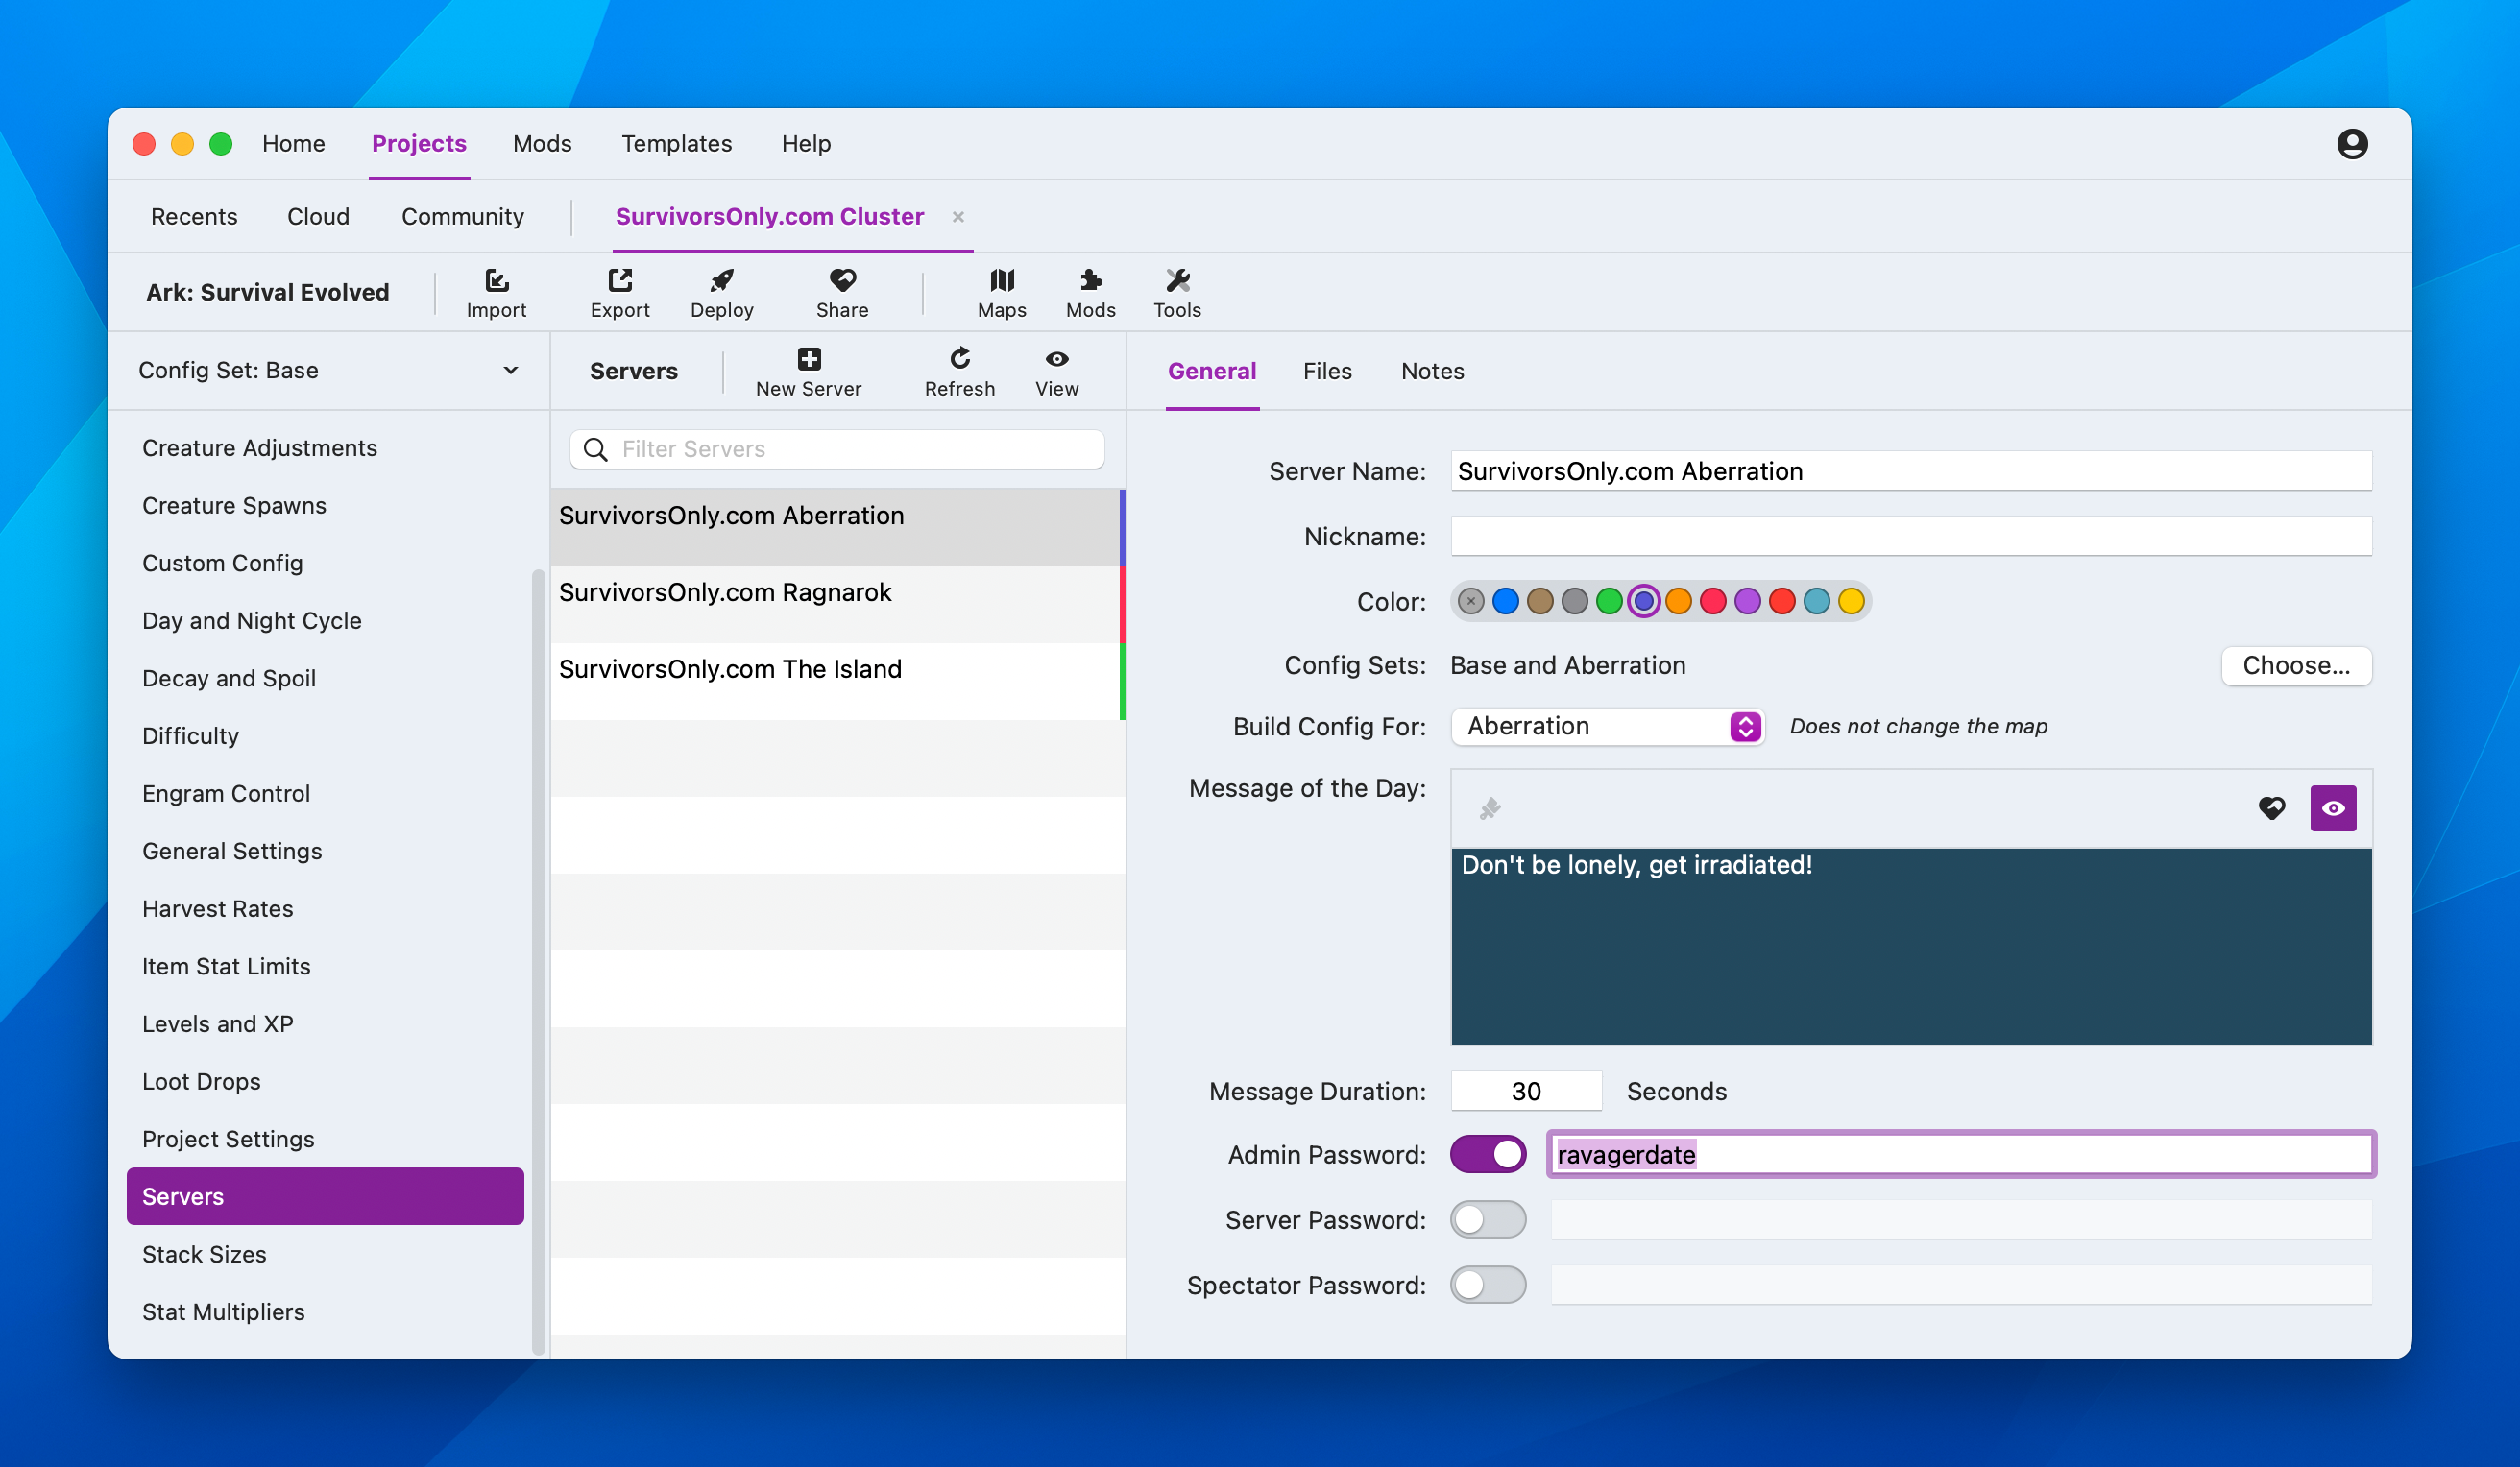 Home Projects Mods Templates Help
Recents Cloud Community SurvivorsOnly.com Cluster
Ark: Survival Evolved Import Export Deploy Share Maps Mods Tools
Config Set: Base
Creature Adjustments
Creature Spawns
Custom Config
Day and Night Cycle
Decay and Spoil
Difficulty
Engram Control
General Settings
Harvest Rates
Item Stat Limits
Levels and XP
Loot Drops
Project Settings
Servers
Stack Sizes
Stat Multipliers
Servers New Server Refresh View
Filter Servers
SurvivorsOnly.com Aberration
SurvivorsOnly.com Ragnarok
SurvivorsOnly.com The Island
General Files Notes
Server Name: SurvivorsOnly.com Aberration
Nickname:
Color:
Config Sets: Base and Aberration Choose...
Build Config For: Aberration Does not change the map
Message of the Day:
Don't be lonely, get irradiated!
Message Duration: 30 Seconds
Admin Password: ravagerdate
Server Password:
Spectator Password: